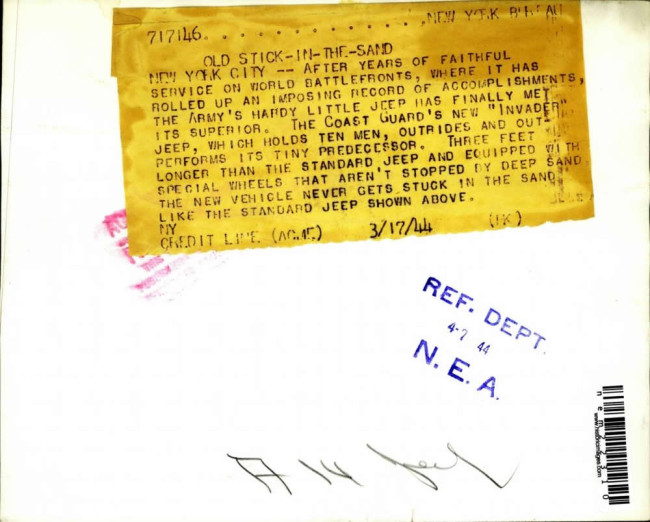 717146. . . . . . . . . . . . . NEW YORK BUREAU
OLD STICK-IN-THE-SAND
NEW YORK CITY -- AFTER YEARS OF FAITHFUL
SERVICE ON WORLD BATTLEFRONTS, WHERE IT HAS
ROLLED UP AN IMPOSING RECORD OF ACCOMPLISHMENTS,
THE ARMY'S HARDY LITTLE JEEP HAS FINALLY MET
ITS SUPERIOR. THE COAST GUARD'S NEW "INVADER"
JEEP, WHICH HOLDS TEN MEN, OUTRIDES AND OUT-
PERFORMS ITS TINY PREDECESSOR. THREE FEET
LONGER THAN THE STANDARD JEEP AND EQUIPPED WITH
SPECIAL WHEELS THAT AREN'T STOPPED BY DEEP SAND
THE NEW VEHICLE NEVER GETS STUCK IN THE SAND
LIKE THE STANDARD JEEP SHOWN ABOVE.
NY
CREDIT LINE (ACME) 3/17/44 (HK)
REF. DEPT.
4-7 44
N. E. A.
nem22310